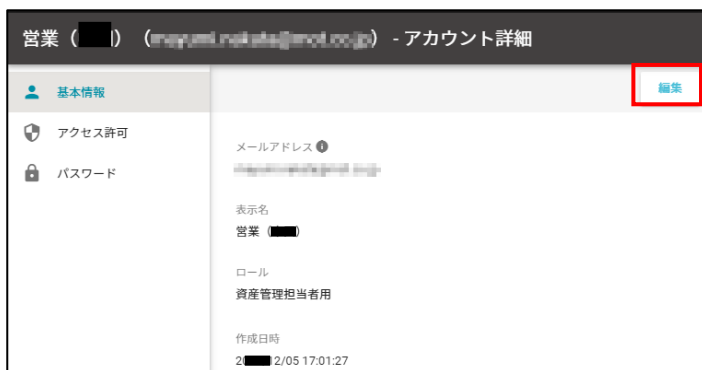 営業（ ）（ ） - アカウント詳細
基本情報
編集
アクセス許可
パスワード
メールアドレス
表示名
営業（ ）
ロール
資産管理担当者用
作成日時
2 2/05 17:01:27